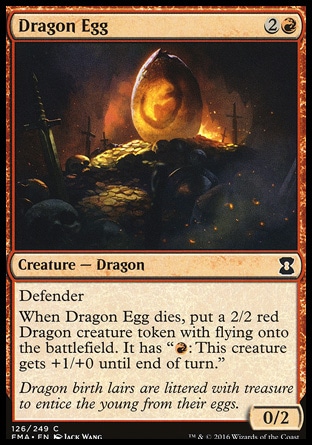 Dragon Egg 2
Creature — Dragon
Defender
When Dragon Egg dies, put a 2/2 red
Dragon creature token with flying onto
the battlefield. It has “: This creature
gets +1/+0 until end of turn.”
Dragon birth lairs are littered with treasure
to entice the young from their eggs.
0/2
126/249 C
EMA • EN Jack Wang
™ & © 2016 Wizards of the Coast